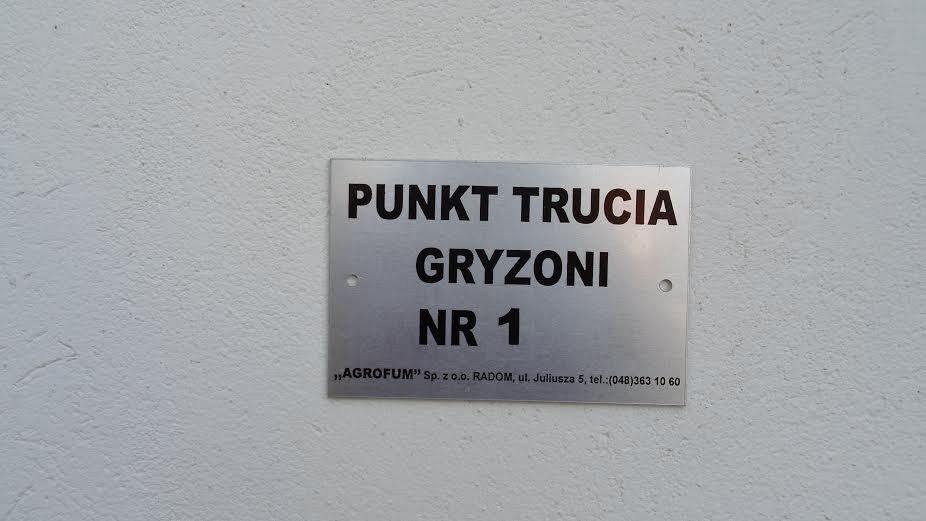 PUNKT TRUCIA
GRYZONI
NR 1
„AGROFUM” Sp. z o.o. RADOM, ul. Juliusza 5, tel.:(048)363 10 60